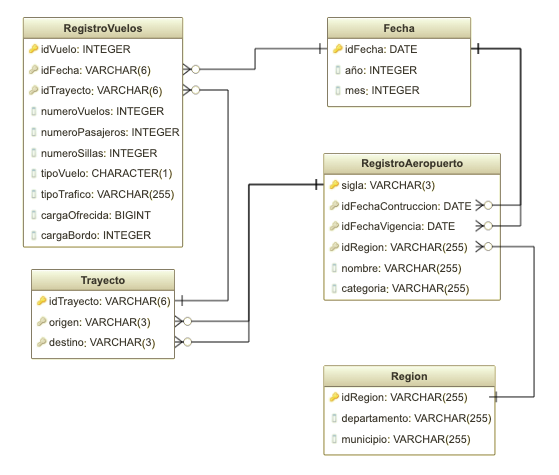 RegistroVuelos
idVuelo: INTEGER
idFecha: VARCHAR(6)
idTrayecto: VARCHAR(6)
numeroVuelos: INTEGER
numeroPasajeros: INTEGER
numeroSillas: INTEGER
tipoVuelo: CHARACTER(1)
tipoTrafico: VARCHAR(255)
cargaOfrecida: BIGINT
cargaBordo: INTEGER
Fecha
idFecha: DATE
año: INTEGER
mes: INTEGER
RegistroAeropuerto
sigla: VARCHAR(3)
idFechaContruccion: DATE
idFechaVigencia: DATE
idRegion: VARCHAR(255)
nombre: VARCHAR(255)
categoria: VARCHAR(255)
Trayecto
idTrayecto: VARCHAR(6)
origen: VARCHAR(3)
destino: VARCHAR(3)
Region
idRegion: VARCHAR(255)
departamento: VARCHAR(255)
municipio: VARCHAR(255)